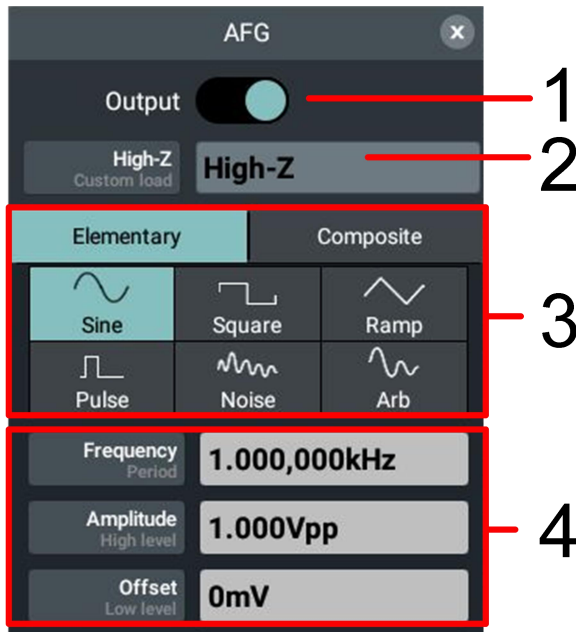 AFG
x
Output
1
High-Z
Custom load
High-Z
2
Elementary
Composite
3
Sine
Square
Ramp
Pulse
Noise
Arb
Frequency
Period
1.000,000kHz
Amplitude
High level
1.000Vpp
4
Offset
Low level
0mV